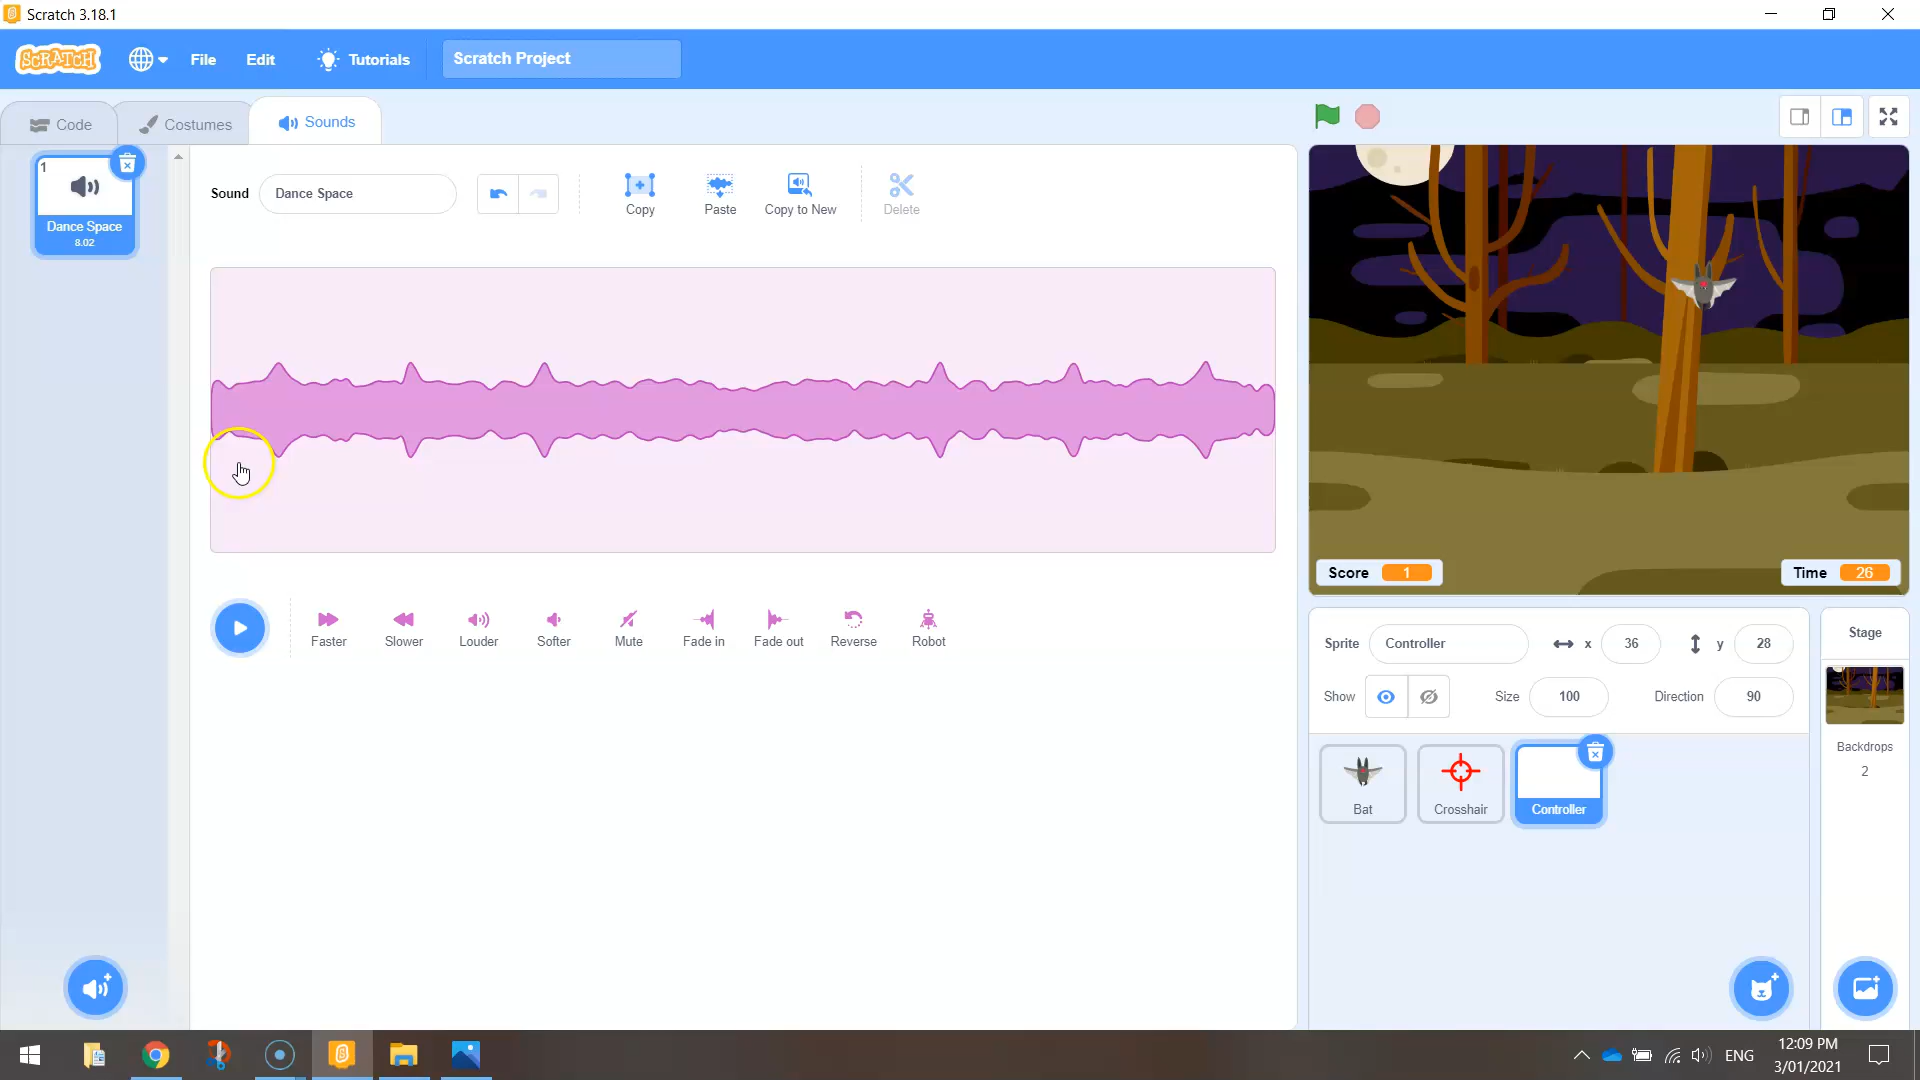 Scratch 3.18.1
SCRATCH
File
Edit
Tutorials
Scratch Project
Code
Costumes
Sounds
1
Dance Space
8.02
Sound
Dance Space
Copy
Paste
Copy to New
Delete
Faster
Slower
Louder
Softer
Mute
Fade in
Fade out
Reverse
Robot
Score 1
Time 26
Sprite
Controller
x
36
y
28
Show
Size
100
Direction
90
Bat
Crosshair
Controller
Stage
Backdrops
2
ENG
12:09 PM
3/01/2021